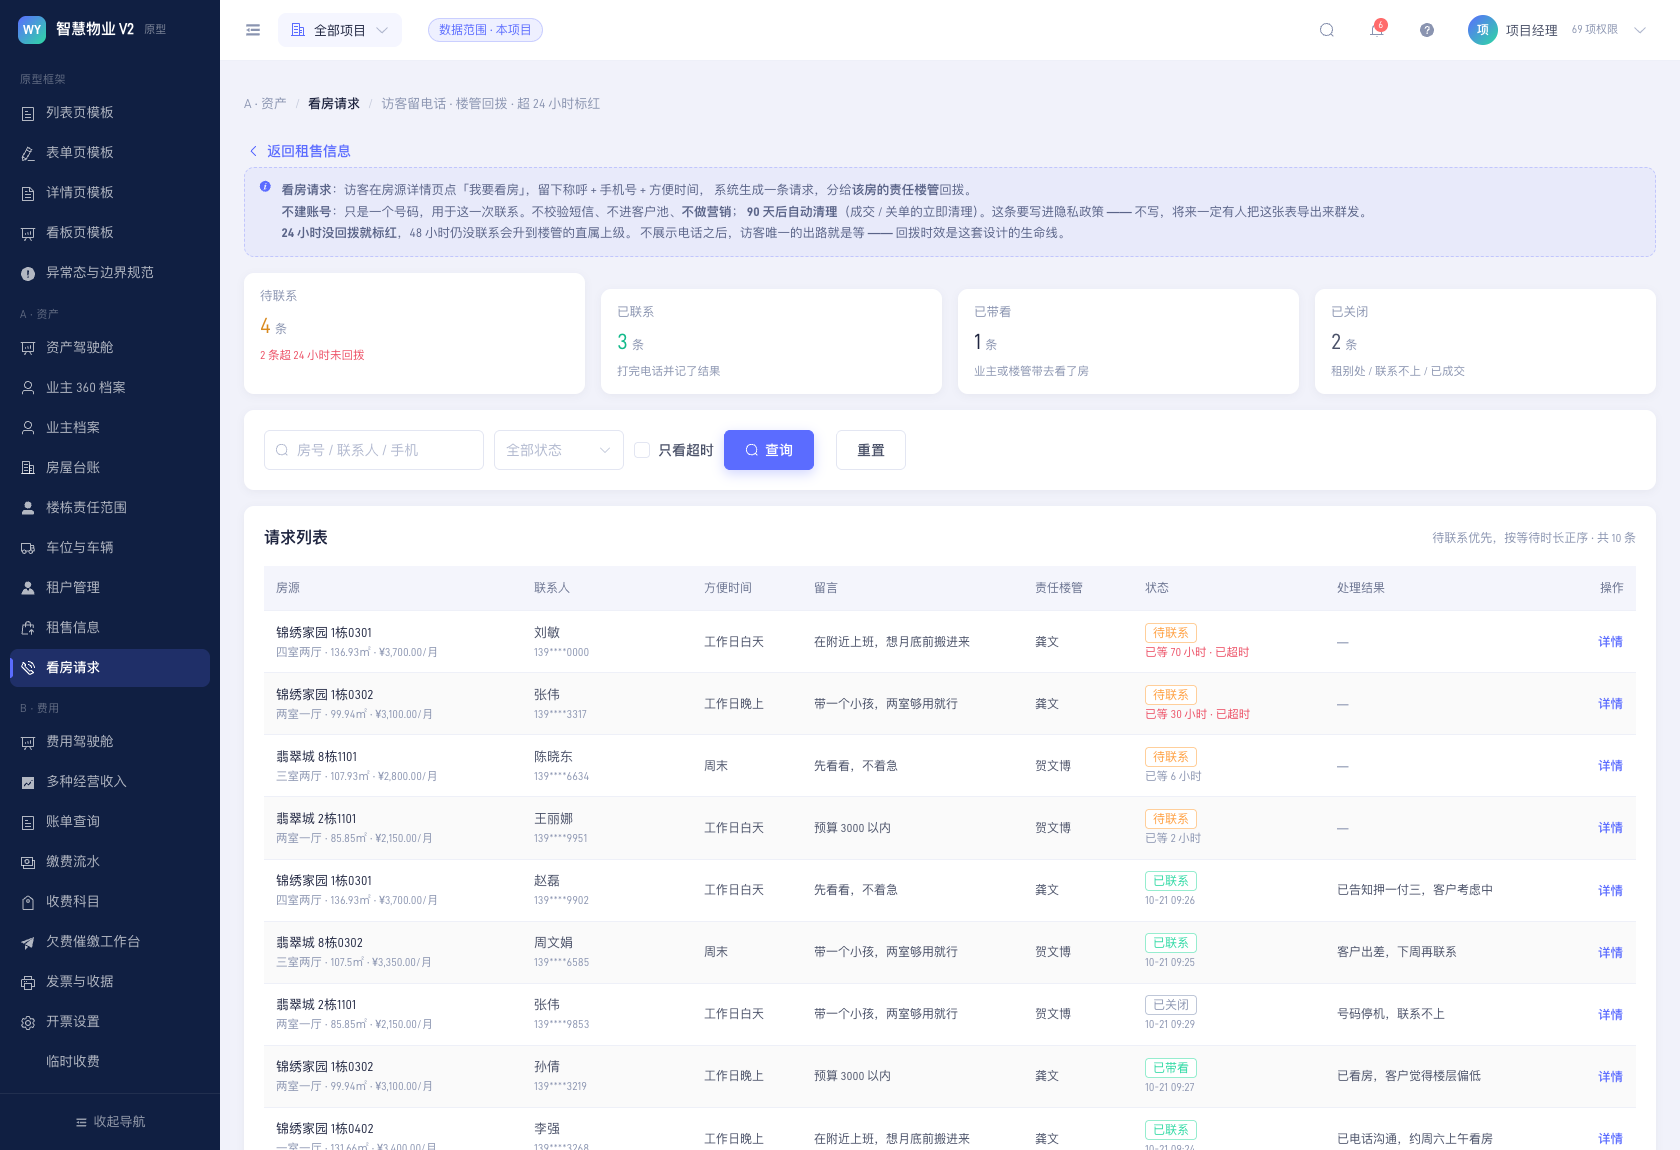 WY 智慧物业 V2 原型
原型框架
列表页模板
表单页模板
详情页模板
看板页模板
异常态与边界规范
A · 资产
资产驾驶舱
业主 360 档案
业主档案
房屋台账
楼栋责任范围
车位与车辆
租户管理
租售信息
看房请求
B · 费用
费用驾驶舱
多种经营收入
账单查询
缴费流水
收费科目
欠费催缴工作台
发票与收据
开票设置
临时收费
收起导航
全部项目
数据范围 · 本项目
6
项 项目经理 69 项权限
A · 资产 / 看房请求 / 访客留电话 · 楼管回拨 · 超 24 小时标红
返回租售信息
看房请求：访客在房源详情页点「我要看房」，留下称呼 + 手机号 + 方便时间， 系统生成一条请求，分给该房的责任楼管回拨。
不建账号：只是一个号码，用于这一次联系。不校验短信、不进客户池、不做营销； 90 天后自动清理（成交 / 关单的立即清理）。这条要写进隐私政策 —— 不写，将来一定有人把这张表导出来群发。
24 小时没回拨就标红，48 小时仍没联系会升到楼管的直属上级。 不展示电话之后，访客唯一的出路就是等 —— 回拨时效是这套设计的生命线。
待联系
4 条
2 条超 24 小时未回拨
已联系
3 条
打完电话并记了结果
已带看
1 条
业主或楼管带去看了房
已关闭
2 条
租别处 / 联系不上 / 已成交
房号 / 联系人 / 手机 全部状态 只看超时 查询 重置
请求列表 待联系优先，按等待时长正序 · 共 10 条
房源 联系人 方便时间 留言 责任楼管 状态 处理结果 操作
锦绣家园 1栋0301 刘敏 工作日白天 在附近上班，想月底前搬进来 龚文 待联系 — 详情
四室两厅 · 136.93㎡ · ¥3,700.00/月 139****0000 已等 70 小时 · 已超时
锦绣家园 1栋0302 张伟 工作日晚上 带一个小孩，两室够用就行 龚文 待联系 — 详情
两室一厅 · 99.94㎡ · ¥3,100.00/月 139****3317 已等 30 小时 · 已超时
翡翠城 8栋1101 陈晓东 周末 先看看，不着急 贺文博 待联系 — 详情
三室两厅 · 107.93㎡ · ¥2,800.00/月 139****6634 已等 6 小时
翡翠城 2栋1101 王丽娜 工作日白天 预算 3000 以内 贺文博 待联系 — 详情
两室一厅 · 85.85㎡ · ¥2,150.00/月 139****9951 已等 2 小时
锦绣家园 1栋0301 赵磊 工作日白天 先看看，不着急 龚文 已联系 已告知押一付三，客户考虑中 详情
四室两厅 · 136.93㎡ · ¥3,700.00/月 139****9902 10-21 09:26
翡翠城 8栋0302 周文娟 周末 带一个小孩，两室够用就行 贺文博 已联系 客户出差，下周再联系 详情
三室两厅 · 107.5㎡ · ¥3,350.00/月 139****6585 10-21 09:25
翡翠城 2栋1101 张伟 工作日白天 带一个小孩，两室够用就行 贺文博 已关闭 号码停机，联系不上 详情
两室一厅 · 85.85㎡ · ¥2,150.00/月 139****9853 10-21 09:29
锦绣家园 1栋0302 孙倩 工作日晚上 预算 3000 以内 龚文 已带看 已看房，客户觉得楼层偏低 详情
两室一厅 · 99.94㎡ · ¥3,100.00/月 139****3219 10-21 09:27
锦绣家园 1栋0402 李强 工作日晚上 在附近上班，想月底前搬进来 龚文 已联系 已电话沟通，约周六上午看房 详情
一室一厅 · 131.66㎡ · ¥3,400.00/月 139****3268 10-21 09:24